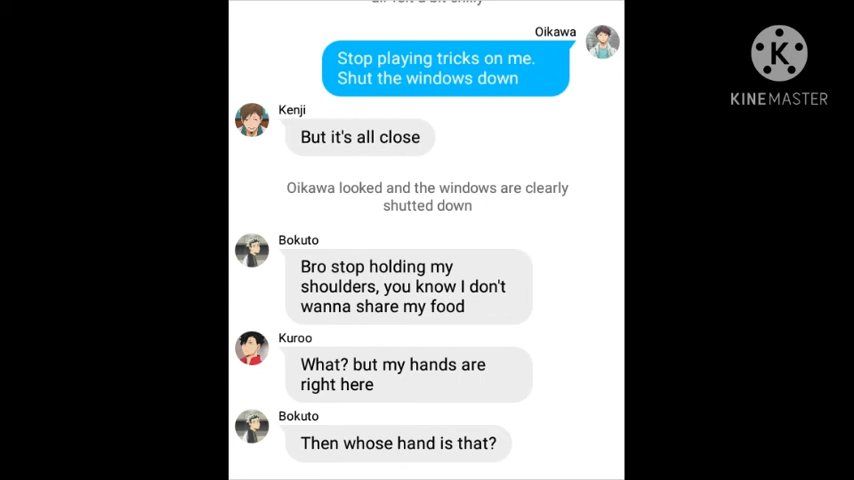 Oikawa
Stop playing tricks on me.
Shut the windows down
KINEMASTER
Kenji
But it's all close
Oikawa looked and the windows are clearly
shutted down
Bokuto
Bro stop holding my
shoulders, you know I don't
wanna share my food
Kuroo
What? but my hands are
right here
Bokuto
Then whose hand is that?